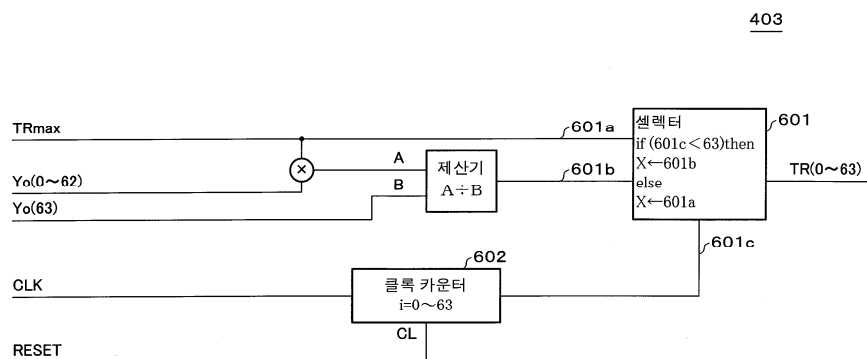 403
TRmax
601a
셀렉터
601
if (601c<63)then
X←601b
else
X←601a
Yo(0～62)
×
A
제산기
A÷B
601b
TR(0～63)
B
Yo(63)
601c
602
CLK
클록 카운터
i=0～63
CL
RESET